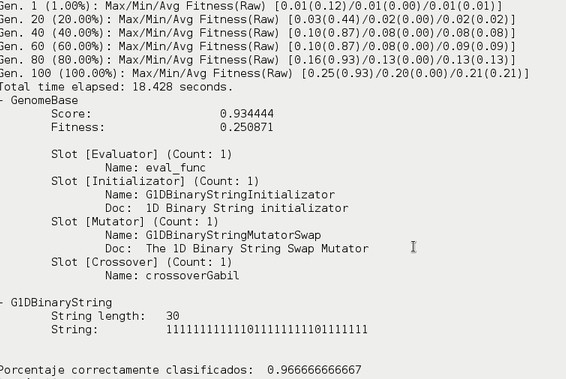 Gen. 1 (1.00%): Max/Min/Avg Fitness(Raw) [0.01(0.12)/0.01(0.00)/0.01(0.01)]
Gen. 20 (20.00%): Max/Min/Avg Fitness(Raw) [0.03(0.44)/0.02(0.00)/0.02(0.02)]
Gen. 40 (40.00%): Max/Min/Avg Fitness(Raw) [0.10(0.87)/0.08(0.00)/0.08(0.08)]
Gen. 60 (60.00%): Max/Min/Avg Fitness(Raw) [0.10(0.87)/0.08(0.00)/0.09(0.09)]
Gen. 80 (80.00%): Max/Min/Avg Fitness(Raw) [0.16(0.93)/0.13(0.00)/0.13(0.13)]
Gen. 100 (100.00%): Max/Min/Avg Fitness(Raw) [0.25(0.93)/0.20(0.00)/0.21(0.21)]
Total time elapsed: 18.428 seconds.
- GenomeBase
Score: 0.934444
Fitness: 0.250871
Slot [Evaluator] (Count: 1)
Name: eval_func
Slot [Initializator] (Count: 1)
Name: G1DBinaryStringInitializator
Doc: 1D Binary String initializator
Slot [Mutator] (Count: 1)
Name: G1DBinaryStringMutatorSwap
Doc: The 1D Binary String Swap Mutator
Slot [Crossover] (Count: 1)
Name: crossoverGabil
- G1DBinaryString
String length: 30
String: 111111111111101111111110111111
Porcentaje correctamente clasificados: 0.966666666667